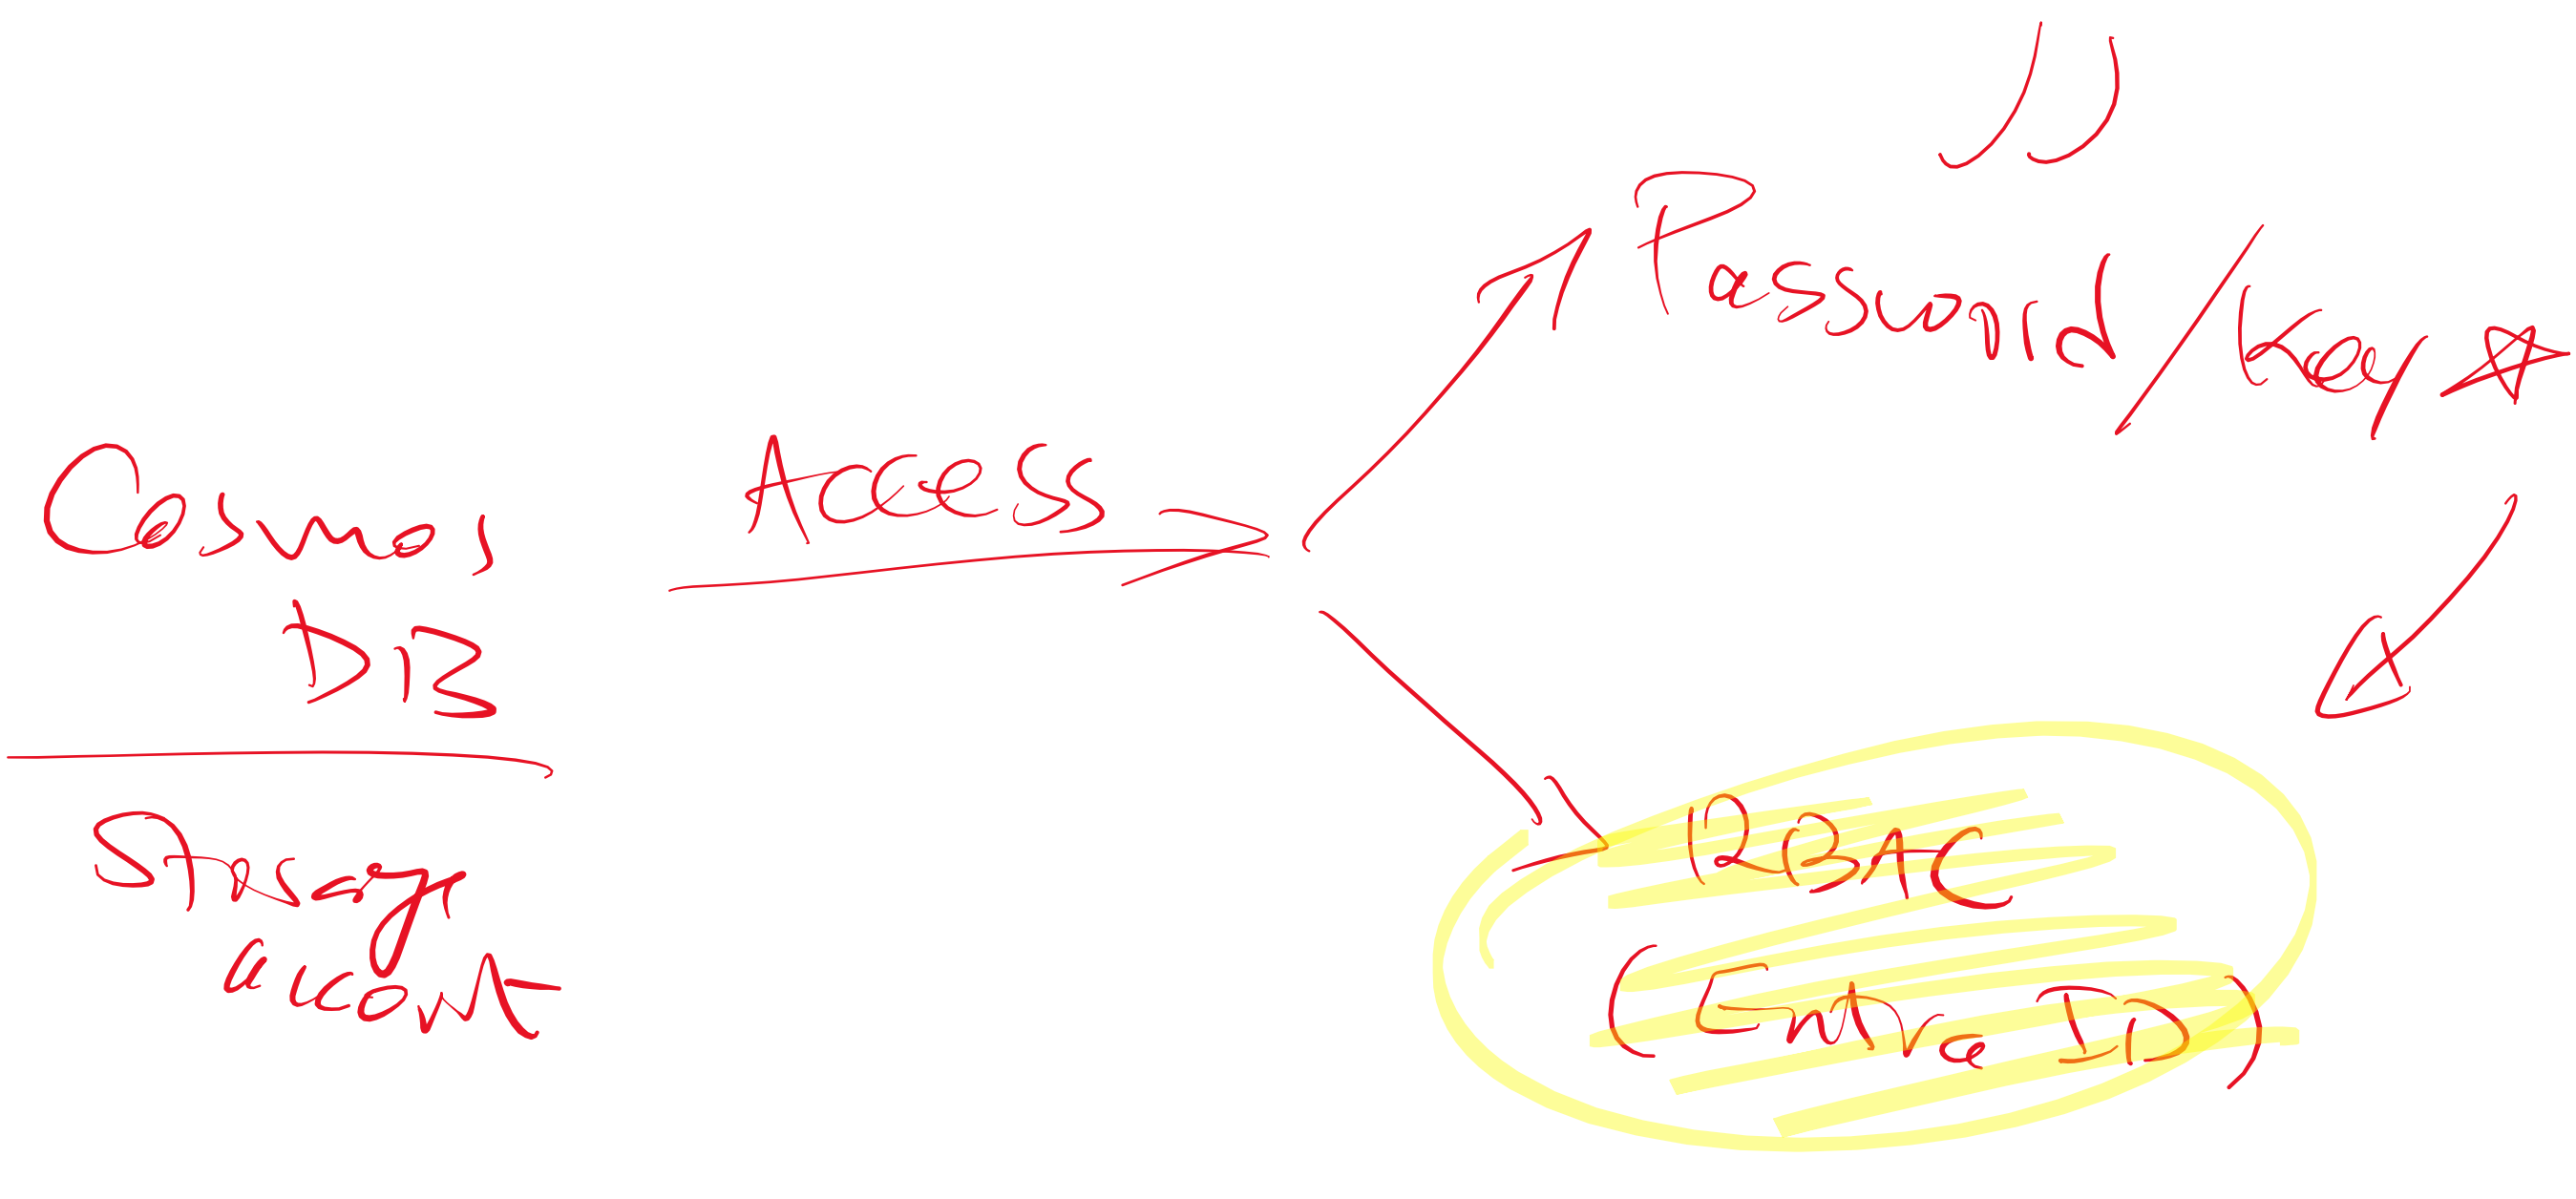 Cosmos
DB
Storage
account
Access
Password/Key
RBAC
(Entra ID)